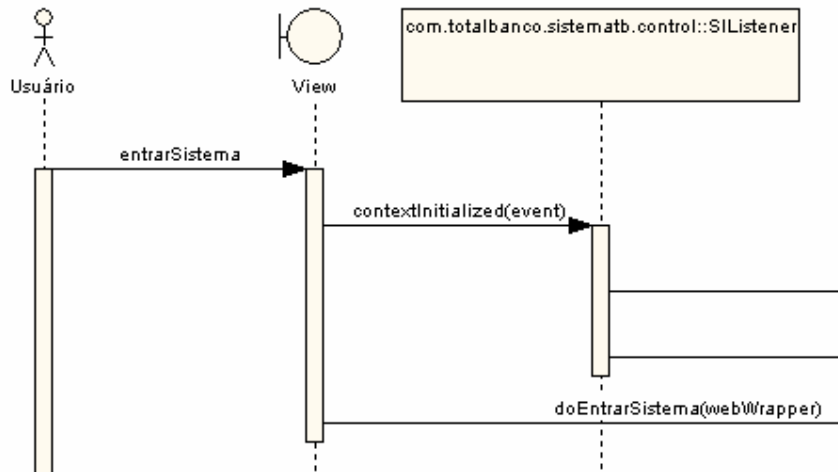 com.totalbanco.sistematb.control::SIListener
Usuário
View
entrarSistema
contextInitialized(event)
doEntrarSistema(webWrapper)